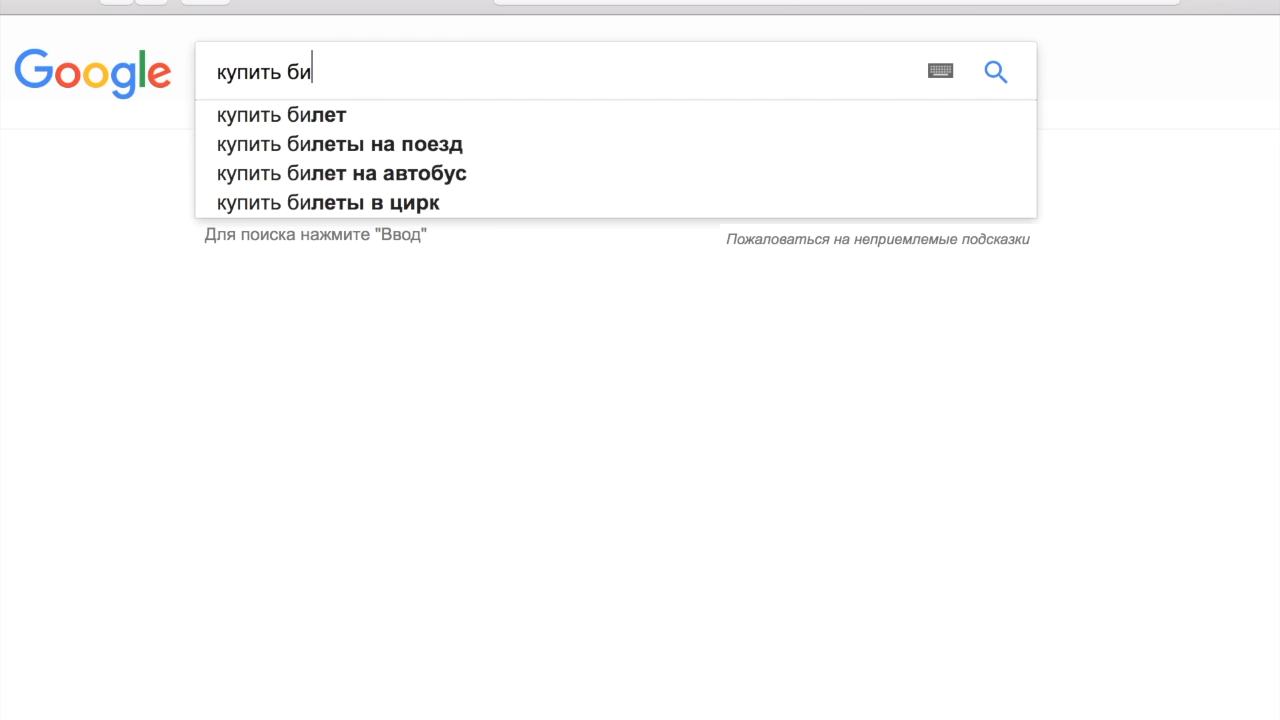 Google
купить би
купить билет
купить билеты на поезд
купить билет на автобус
купить билеты в цирк
Для поиска нажмите "Ввод"
Пожаловаться на неприемлемые подсказки